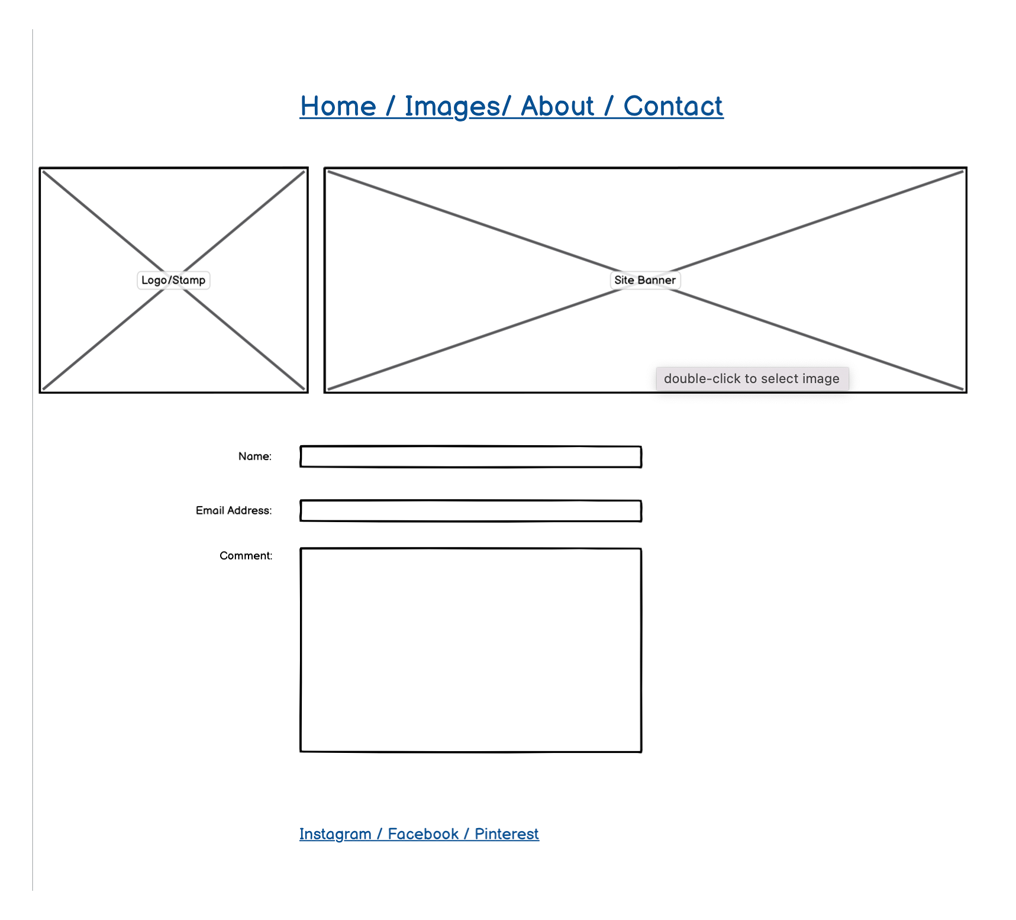 Home / Images/ About / Contact
Logo/Stamp
Site Banner
double-click to select image
Name:
Email Address:
Comment:
Instagram / Facebook / Pinterest